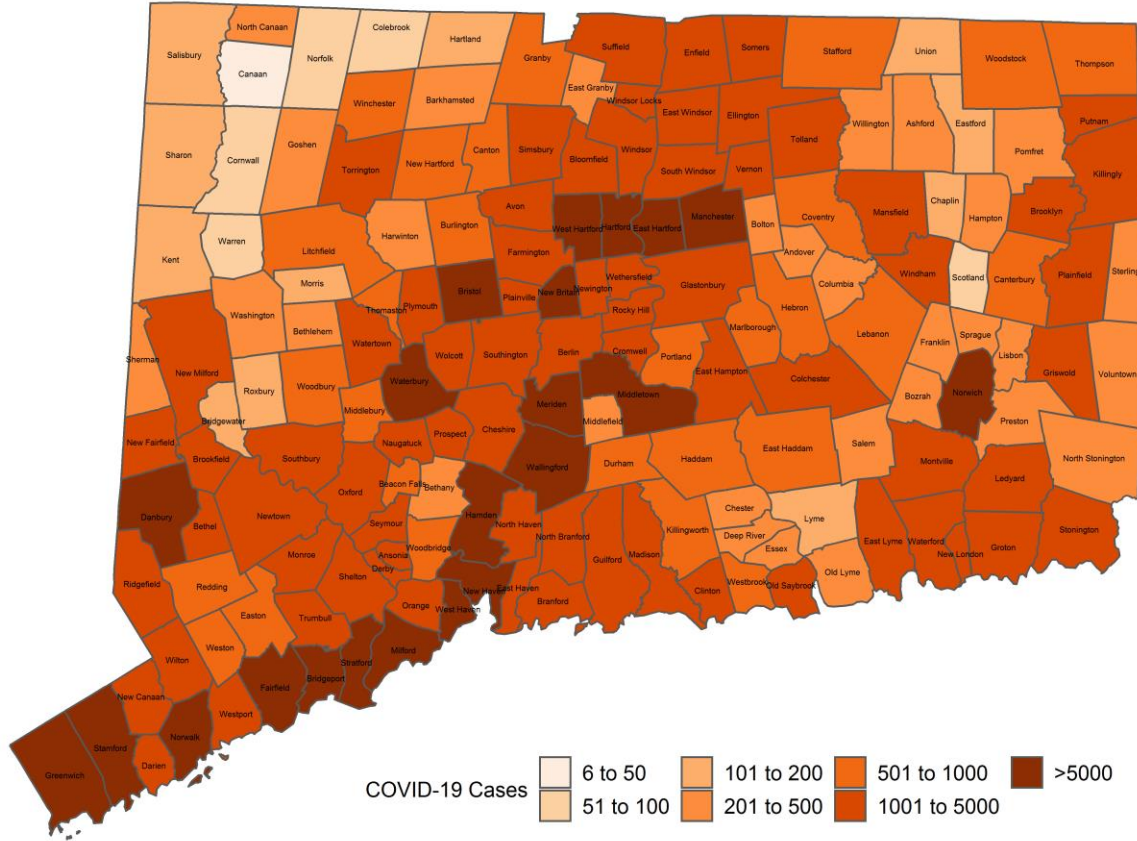 North Canaan
Colebrook
Hartland
Salisbury
Norfolk
Canaan
Granby
Suffield
Enfield
Somers
Stafford
Union
Woodstock
Thompson
East Granby
Windsor Locks
Winchester
Barkhamsted
East Windsor
Ellington
Willington
Ashford
Eastford
Putnam
Sharon
Cornwall
Goshen
Torrington
New Hartford
Canton
Simsbury
Bloomfield
Windsor
South Windsor
Vernon
Tolland
Pomfret
Killingly
Avon
Mansfield
Chaplin
Hampton
Brooklyn
Kent
Warren
Litchfield
Harwinton
Burlington
Farmington
West Hartford
Hartford
East Hartford
Manchester
Bolton
Coventry
Andover
Windham
Scotland
Canterbury
Plainfield
Sterling
Morris
Bristol
Plainville
New Britain
Newington
Wethersfield
Glastonbury
Columbia
Washington
Bethlehem
Thomaston
Plymouth
Rocky Hill
Hebron
Marlborough
Lebanon
Franklin
Sprague
Lisbon
Sherman
New Milford
Watertown
Wolcott
Southington
Berlin
Cromwell
Portland
East Hampton
Colchester
Griswold
Voluntown
Roxbury
Woodbury
Waterbury
Meriden
Middletown
Bozrah
Norwich
Preston
Bridgewater
Middlebury
Middlefield
New Fairfield
Brookfield
Southbury
Naugatuck
Prospect
Cheshire
Wallingford
Durham
Haddam
East Haddam
Salem
Montville
North Stonington
Ledyard
Danbury
Bethel
Newtown
Oxford
Beacon Falls
Bethany
Hamden
North Haven
North Branford
Guilford
Madison
Killingworth
Chester
Deep River
Essex
Lyme
East Lyme
Waterford
New London
Groton
Stonington
Seymour
Woodbridge
Ansonia
Derby
Monroe
Shelton
Ridgefield
Redding
Easton
Trumbull
Orange
West Haven
New Haven
East Haven
Branford
Clinton
Westbrook
Old Saybrook
Old Lyme
Wilton
Weston
Fairfield
Bridgeport
Stratford
Milford
New Canaan
Westport
Norwalk
Darien
Stamford
Greenwich
COVID-19 Cases
6 to 50
101 to 200
501 to 1000
>5000
51 to 100
201 to 500
1001 to 5000